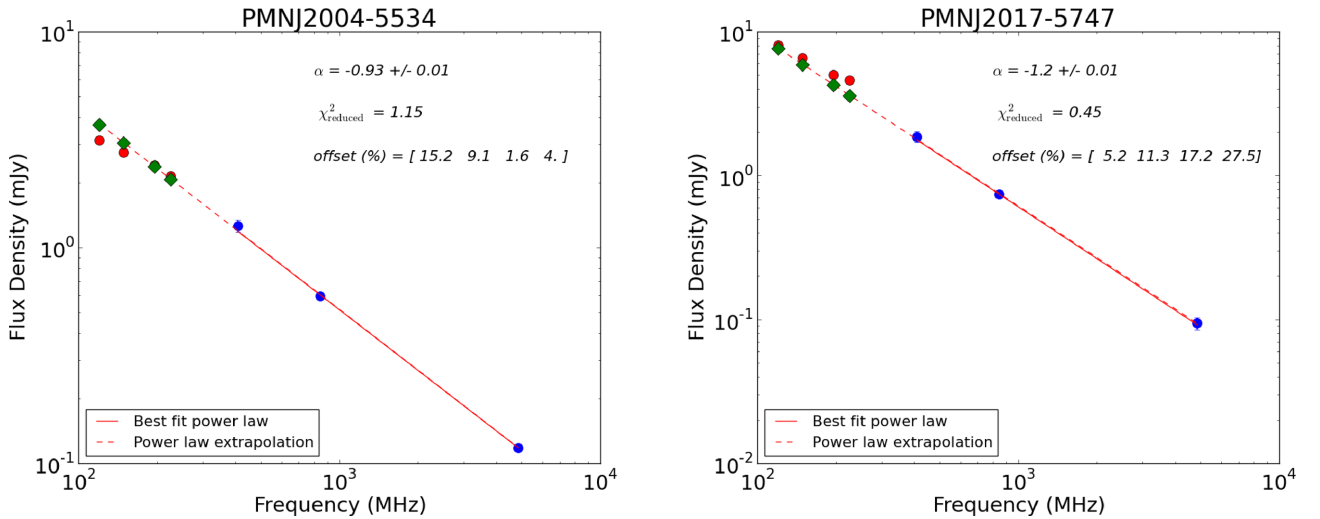 PMNJ2004-5534
10¹
10⁰
10⁻¹
Flux Density (mJy)
α = -0.93 +/- 0.01
χ²reduced = 1.15
offset (%) = [ 15.2 9.1 1.6 4. ]
Best fit power law
Power law extrapolation
10² 10³ 10⁴
Frequency (MHz)
PMNJ2017-5747
10¹
10⁰
10⁻¹
10⁻²
Flux Density (mJy)
α = -1.2 +/- 0.01
χ²reduced = 0.45
offset (%) = [ 5.2 11.3 17.2 27.5]
Best fit power law
Power law extrapolation
10² 10³ 10⁴
Frequency (MHz)